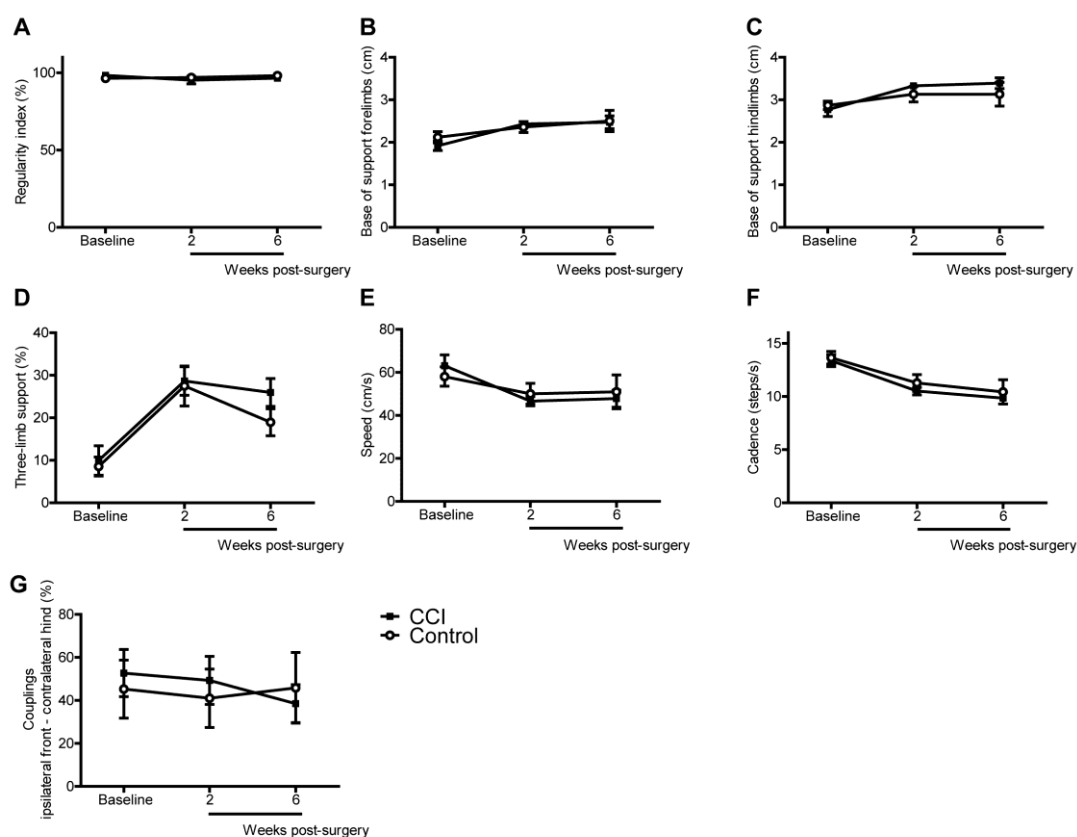 A
Regularity index (%)
100
50
0
Baseline 2 6
Weeks post-surgery
B
Base of support forelimbs (cm)
4
3
2
1
0
Baseline 2 6
Weeks post-surgery
C
Base of support hindlimbs (cm)
4
3
2
1
0
Baseline 2 6
Weeks post-surgery
D
Three-limb support (%)
40
30
20
10
0
Baseline 2 6
Weeks post-surgery
E
Speed (cm/s)
80
60
40
20
0
Baseline 2 6
Weeks post-surgery
F
Cadence (steps/s)
15
10
5
0
Baseline 2 6
Weeks post-surgery
G
Couplings
ipsilateral front - contralateral hind (%)
80
60
40
20
0
Baseline 2 6
Weeks post-surgery
CCI
Control